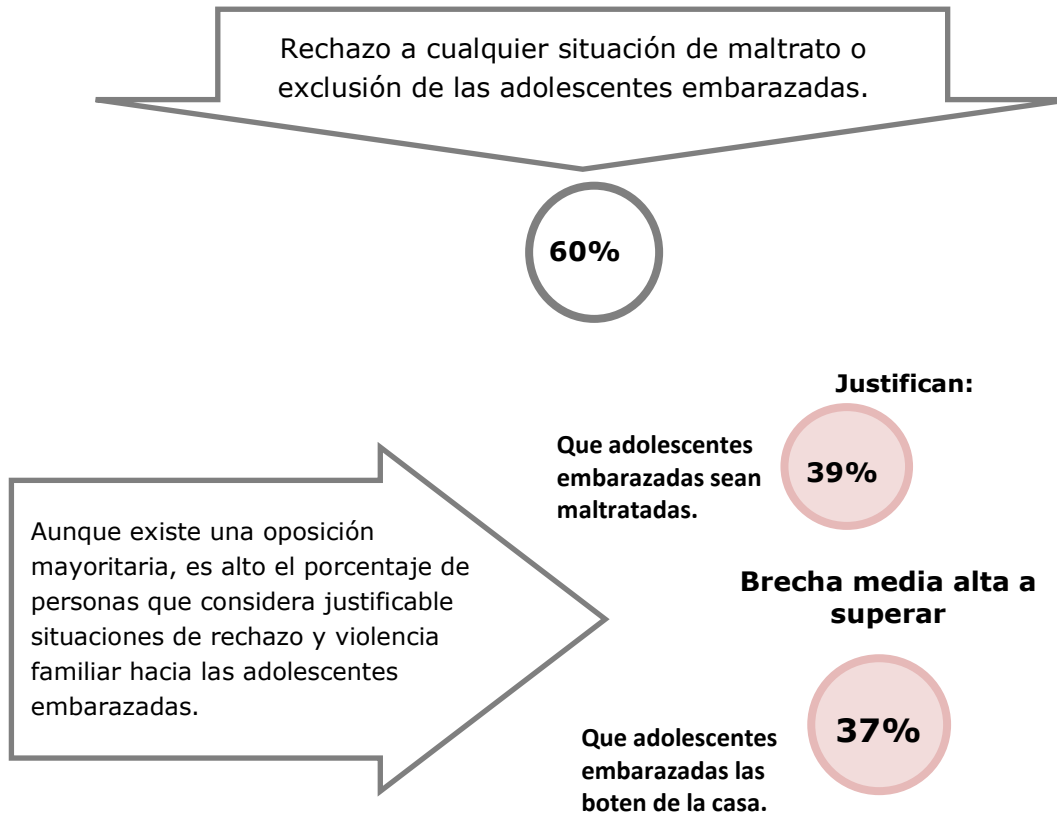 Rechazo a cualquier situación de maltrato o
exclusión de las adolescentes embarazadas.
60%
Justifican:
Que adolescentes
embarazadas sean
maltratadas.
39%
Aunque existe una oposición
mayoritaria, es alto el porcentaje de
personas que considera justificable
situaciones de rechazo y violencia
familiar hacia las adolescentes
embarazadas.
Brecha media alta a
superar
37%
Que adolescentes
embarazadas las
boten de la casa.